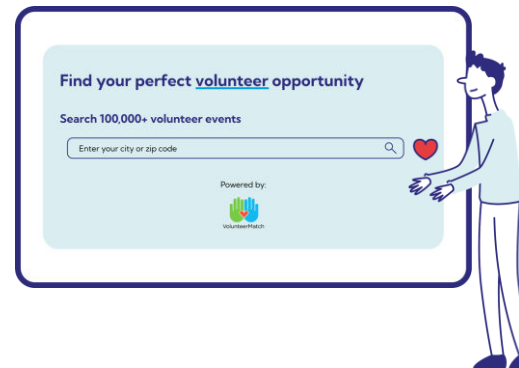 Find your perfect volunteer opportunity
Search 100,000+ volunteer events
Enter your city or zip code
Powered by:
VolunteerMatch